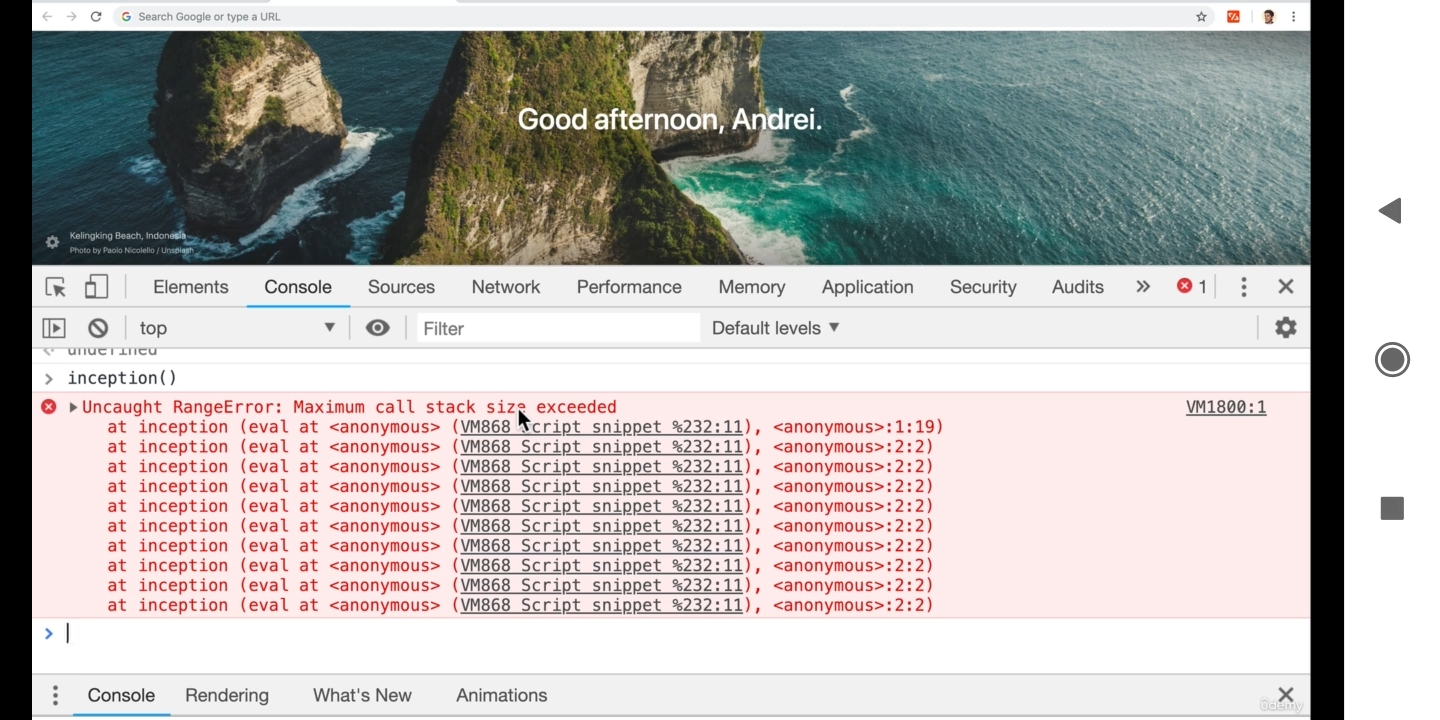 Search Google or type a URL
Good afternoon, Andrei.
Kelingking Beach, Indonesia
Photo by Paolo Nicolello / Unsplash
Elements Console Sources Network Performance Memory Application Security Audits » 1
top Filter Default levels
undefined
> inception()
Uncaught RangeError: Maximum call stack size exceeded VM1800:1
at inception (eval at <anonymous> (VM868 Script snippet %232:11), <anonymous>:1:19)
at inception (eval at <anonymous> (VM868 Script snippet %232:11), <anonymous>:2:2)
at inception (eval at <anonymous> (VM868 Script snippet %232:11), <anonymous>:2:2)
at inception (eval at <anonymous> (VM868 Script snippet %232:11), <anonymous>:2:2)
at inception (eval at <anonymous> (VM868 Script snippet %232:11), <anonymous>:2:2)
at inception (eval at <anonymous> (VM868 Script snippet %232:11), <anonymous>:2:2)
at inception (eval at <anonymous> (VM868 Script snippet %232:11), <anonymous>:2:2)
at inception (eval at <anonymous> (VM868 Script snippet %232:11), <anonymous>:2:2)
at inception (eval at <anonymous> (VM868 Script snippet %232:11), <anonymous>:2:2)
at inception (eval at <anonymous> (VM868 Script snippet %232:11), <anonymous>:2:2)
>
Console Rendering What's New Animations
ûdemy